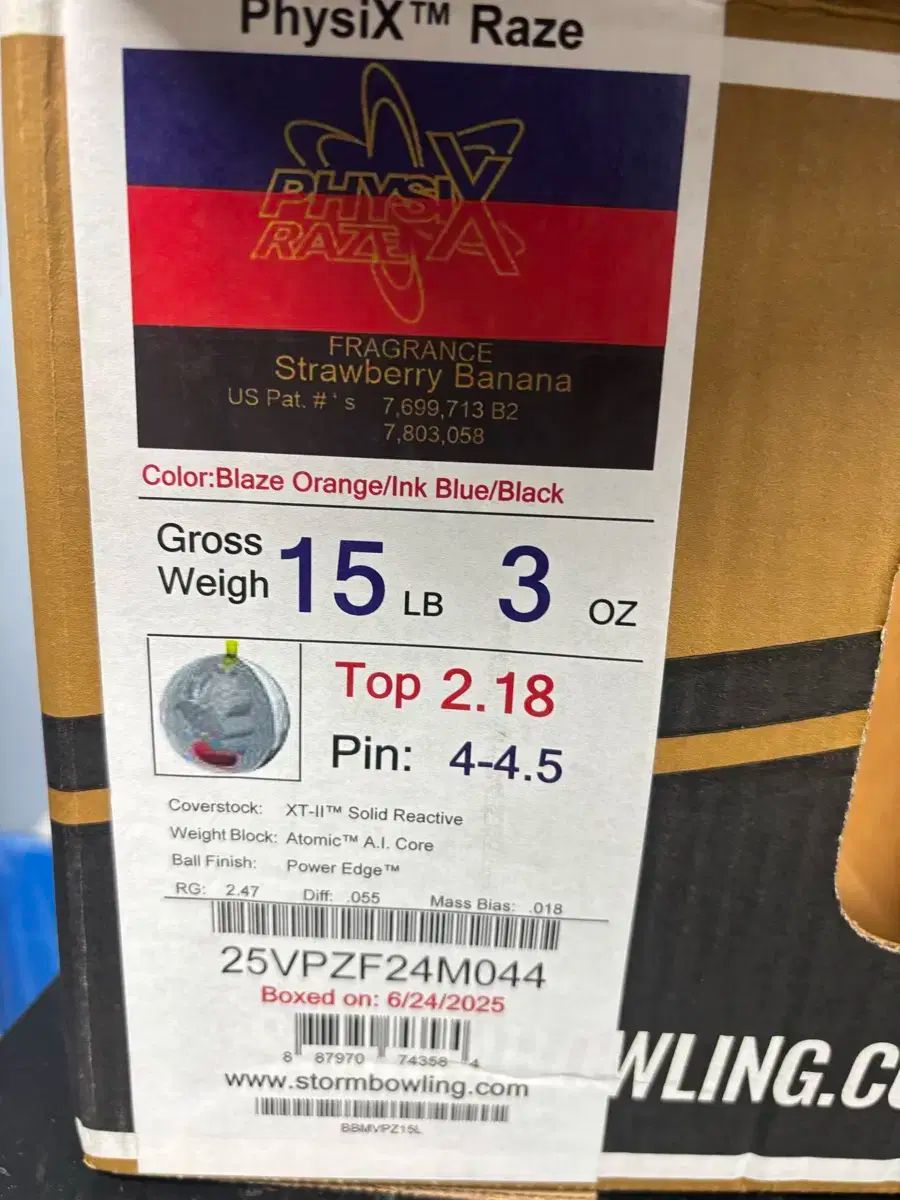 PhysiX™ Raze
PHYSIX
RAZE
FRAGRANCE
Strawberry Banana
US Pat. #'s 7,699,713 B2
7,803,058
Color:Blaze Orange/Ink Blue/Black
Gross
Weigh 15 LB 3 OZ
Top 2.18
Pin: 4-4.5
Coverstock: XT-II™ Solid Reactive
Weight Block: Atomic™ A.I. Core
Ball Finish: Power Edge™
RG: 2.47 Diff: .055 Mass Bias: .018
25VPZF24M044
Boxed on: 6/24/2025
8 87970 74358 4
www.stormbowling.com
BBMVPZ15L
WLING.C